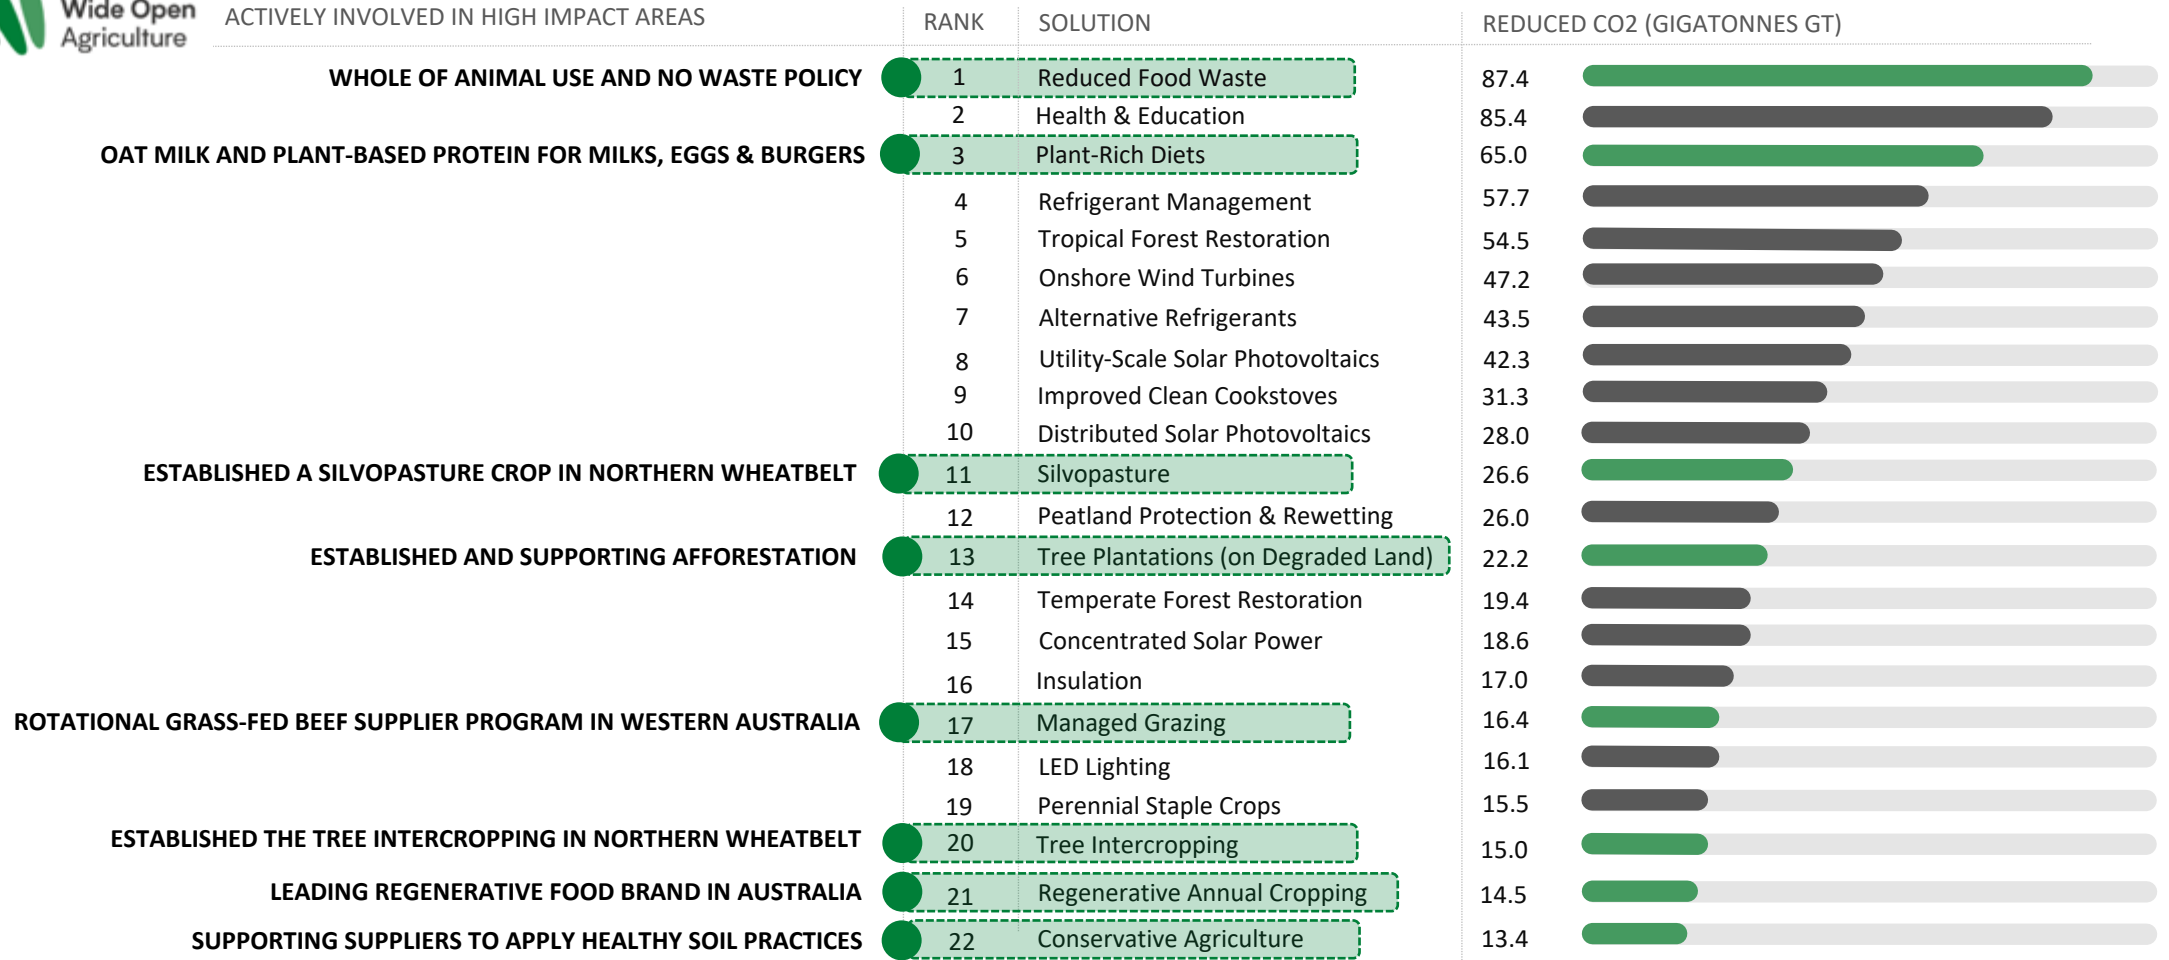 Wide Open
Agriculture
ACTIVELY INVOLVED IN HIGH IMPACT AREAS RANK SOLUTION REDUCED CO2 (GIGATONNES GT)
WHOLE OF ANIMAL USE AND NO WASTE POLICY 1 Reduced Food Waste 87.4
2 Health & Education 85.4
OAT MILK AND PLANT-BASED PROTEIN FOR MILKS, EGGS & BURGERS 3 Plant-Rich Diets 65.0
4 Refrigerant Management 57.7
5 Tropical Forest Restoration 54.5
6 Onshore Wind Turbines 47.2
7 Alternative Refrigerants 43.5
8 Utility-Scale Solar Photovoltaics 42.3
9 Improved Clean Cookstoves 31.3
10 Distributed Solar Photovoltaics 28.0
ESTABLISHED A SILVOPASTURE CROP IN NORTHERN WHEATBELT 11 Silvopasture 26.6
12 Peatland Protection & Rewetting 26.0
ESTABLISHED AND SUPPORTING AFFORESTATION 13 Tree Plantations (on Degraded Land) 22.2
14 Temperate Forest Restoration 19.4
15 Concentrated Solar Power 18.6
16 Insulation 17.0
ROTATIONAL GRASS-FED BEEF SUPPLIER PROGRAM IN WESTERN AUSTRALIA 17 Managed Grazing 16.4
18 LED Lighting 16.1
19 Perennial Staple Crops 15.5
ESTABLISHED THE TREE INTERCROPPING IN NORTHERN WHEATBELT 20 Tree Intercropping 15.0
LEADING REGENERATIVE FOOD BRAND IN AUSTRALIA 21 Regenerative Annual Cropping 14.5
SUPPORTING SUPPLIERS TO APPLY HEALTHY SOIL PRACTICES 22 Conservative Agriculture 13.4